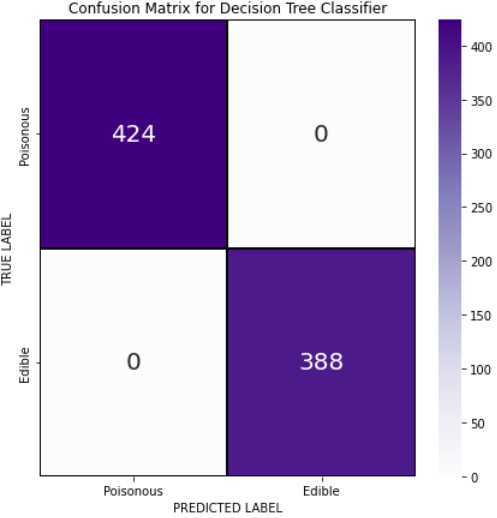 Confusion Matrix for Decision Tree Classifier
TRUE LABEL
Poisonous
424
0
Edible
0
388
Poisonous
Edible
PREDICTED LABEL
400
350
300
250
200
150
100
50
0